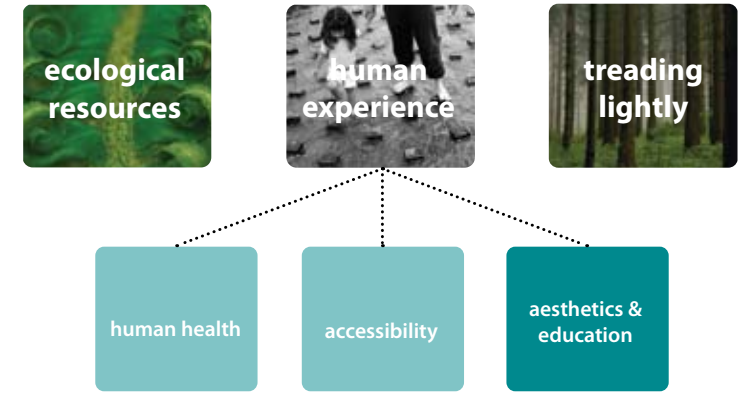 ecological
resources
human
experience
treading
lightly
human health
accessibility
aesthetics &
education